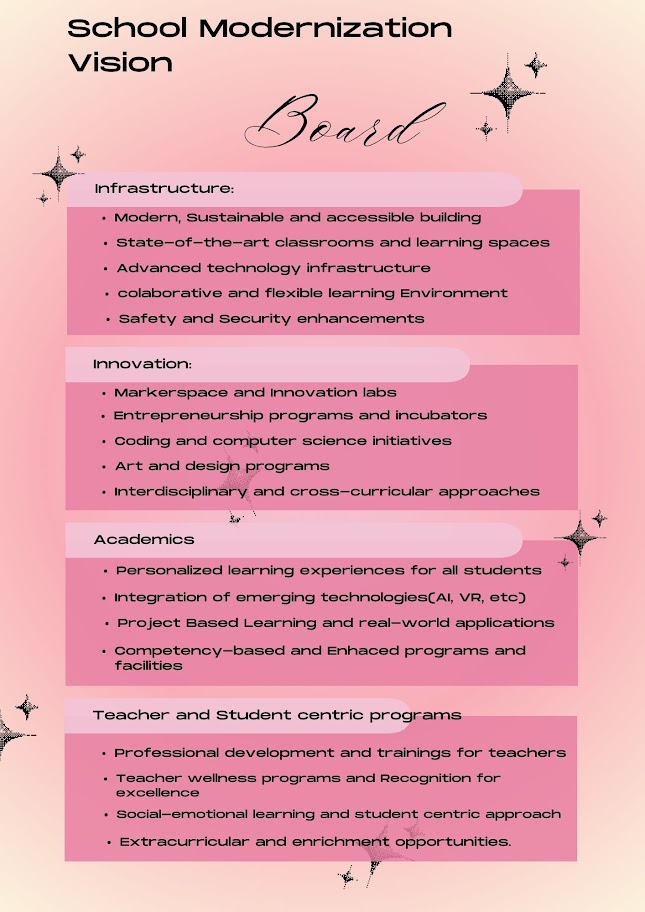 School Modernization
Vision
Board
Infrastructure:
• Modern, Sustainable and accessible building
• State-of-the-art classrooms and learning spaces
• Advanced technology infrastructure
• colaborative and flexible learning Environment
• Safety and Security enhancements
Innovation:
• Markerspace and Innovation labs
• Entrepreneurship programs and incubators
• Coding and computer science initiatives
• Art and design programs
• Interdisciplinary and cross-curricular approaches
Academics
• Personalized learning experiences for all students
• Integration of emerging technologies(AI, VR, etc)
• Project Based Learning and real-world applications
• Competency-based and Enhaced programs and
facilities
Teacher and Student centric programs
• Professional development and trainings for teachers
• Teacher wellness programs and Recognition for
excellence
• Social-emotional learning and student centric approach
• Extracurricular and enrichment opportunities.